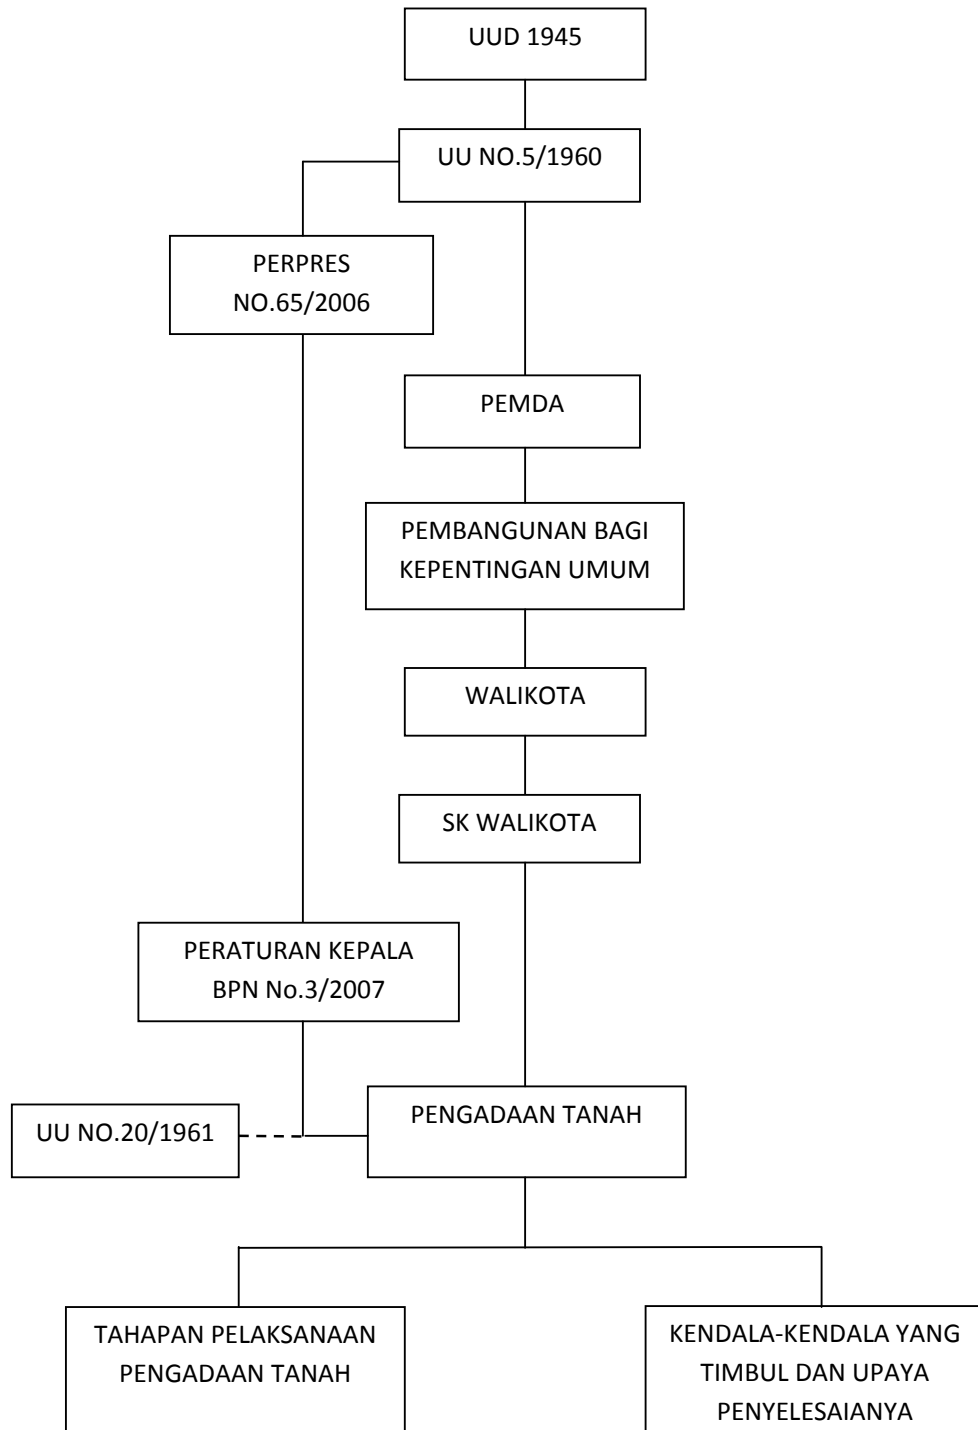 UUD 1945
UU NO.5/1960
PERPRES
NO.65/2006
PEMDA
PEMBANGUNAN BAGI
KEPENTINGAN UMUM
WALIKOTA
SK WALIKOTA
PERATURAN KEPALA
BPN No.3/2007
UU NO.20/1961
PENGADAAN TANAH
TAHAPAN PELAKSANAAN
PENGADAAN TANAH
KENDALA-KENDALA YANG
TIMBUL DAN UPAYA
PENYELESAIANYA